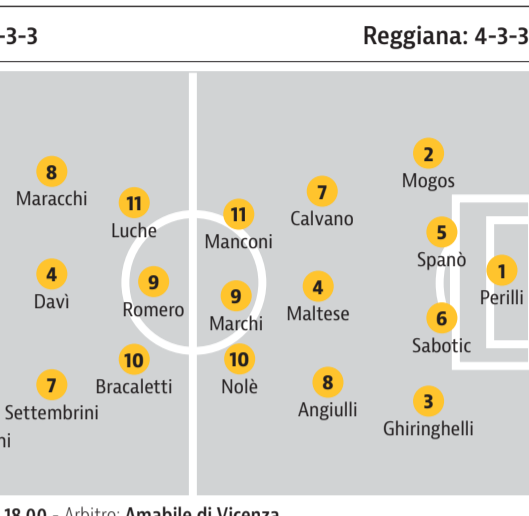 -3-3
Reggiana: 4-3-3
8
Maracchi
11
Luche
4
Davì
9
Romero
7
Settembrini
10
Bracaletti
ni
11
Manconi
9
Marchi
10
Nolè
7
Calvano
4
Maltese
8
Angiulli
2
Mogos
5
Spanò
6
Sabotic
3
Ghiringhelli
1
Perilli
18.00 - Arbitro: Amabile di Vicenza